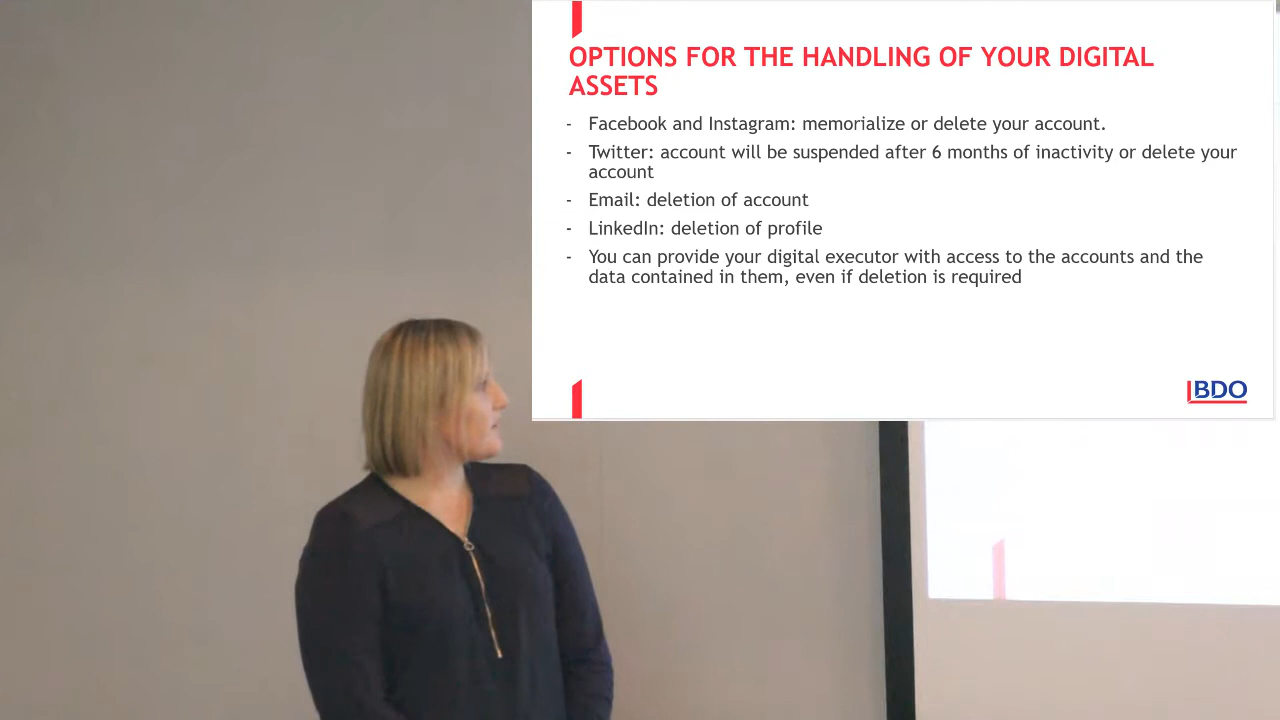 OPTIONS FOR THE HANDLING OF YOUR DIGITAL
ASSETS
- Facebook and Instagram: memorialize or delete your account.
- Twitter: account will be suspended after 6 months of inactivity or delete your
account
- Email: deletion of account
- LinkedIn: deletion of profile
- You can provide your digital executor with access to the accounts and the
data contained in them, even if deletion is required
BDO